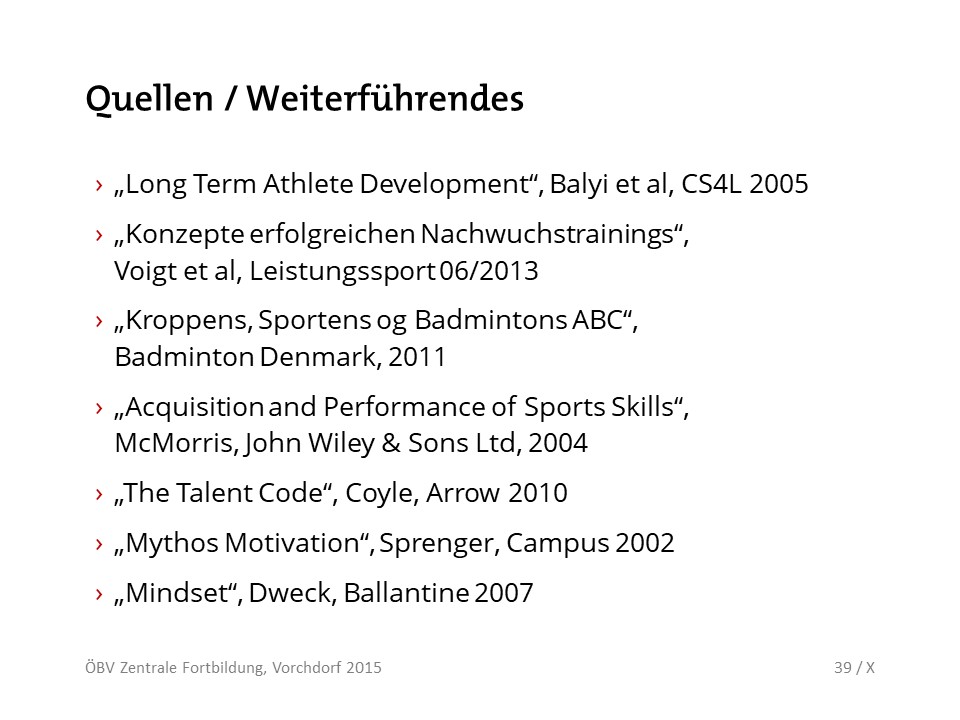 Quellen / Weiterführendes
› „Long Term Athlete Development“, Balyi et al, CS4L 2005
› „Konzepte erfolgreichen Nachwuchstrainings“,
Voigt et al, Leistungssport 06/2013
› „Kroppens, Sportens og Badmintons ABC“,
Badminton Denmark, 2011
› „Acquisition and Performance of Sports Skills“,
McMorris, John Wiley & Sons Ltd, 2004
› „The Talent Code“, Coyle, Arrow 2010
› „Mythos Motivation“, Sprenger, Campus 2002
› „Mindset“, Dweck, Ballantine 2007
ÖBV Zentrale Fortbildung, Vorchdorf 2015 39 / X